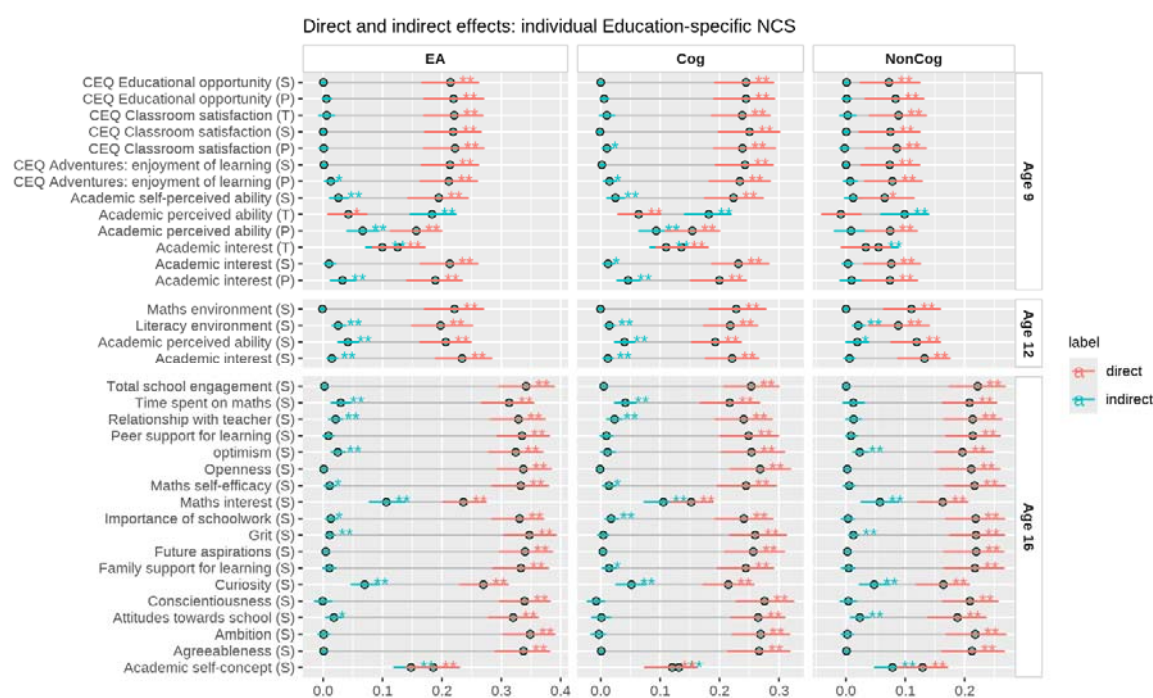 Direct and indirect effects: individual Education-specific NCS
EA Cog NonCog
CEQ Educational opportunity (S)
CEQ Educational opportunity (P)
CEQ Classroom satisfaction (T)
CEQ Classroom satisfaction (S)
CEQ Classroom satisfaction (P)
CEQ Adventures: enjoyment of learning (S)
CEQ Adventures: enjoyment of learning (P)
Academic self-perceived ability (S)
Academic perceived ability (T)
Academic perceived ability (P)
Academic interest (T)
Academic interest (S)
Academic interest (P)
Age 9
Maths environment (S)
Literacy environment (S)
Academic perceived ability (S)
Academic interest (S)
Age 12
Total school engagement (S)
Time spent on maths (S)
Relationship with teacher (S)
Peer support for learning (S)
optimism (S)
Openness (S)
Maths self-efficacy (S)
Maths interest (S)
Importance of schoolwork (S)
Grit (S)
Future aspirations (S)
Family support for learning (S)
Curiosity (S)
Conscientiousness (S)
Attitudes towards school (S)
Ambition (S)
Agreeableness (S)
Academic self-concept (S)
Age 16
0.0 0.1 0.2 0.3 0.4 0.0 0.1 0.2 0.3 0.0 0.1 0.2
label
direct
indirect